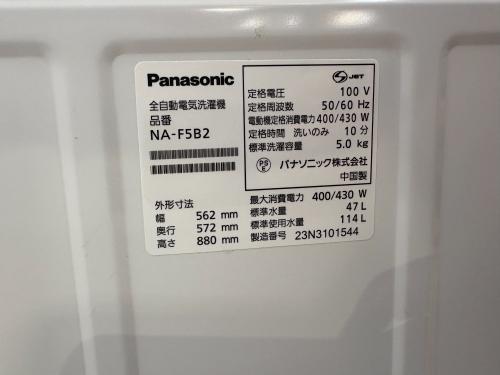 Panasonic
全自動電気洗濯機
品番
NA-F5B2
外形寸法
幅 562 mm
奥行 572 mm
高さ 880 mm
S JET
定格電圧 100 V
定格周波数 50/60 Hz
電動機定格消費電力 400/430 W
定格時間 洗いのみ 10 分
標準洗濯容量 5.0 kg
PS E パナソニック株式会社
中国製
最大消費電力 400/430 W
標準水量 47 L
標準使用水量 114 L
製造番号 23N3101544